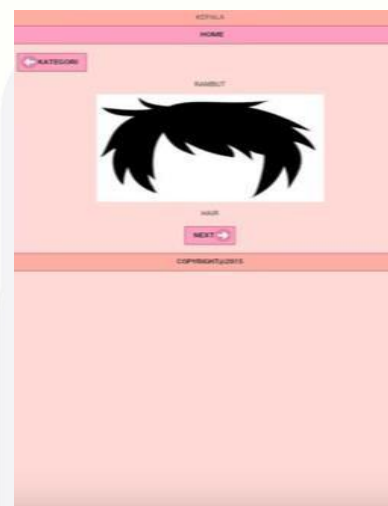 KEPALA
HOME
KATEGORI
RAMBUT
HAIR
NEXT
COPYRIGHT@2015